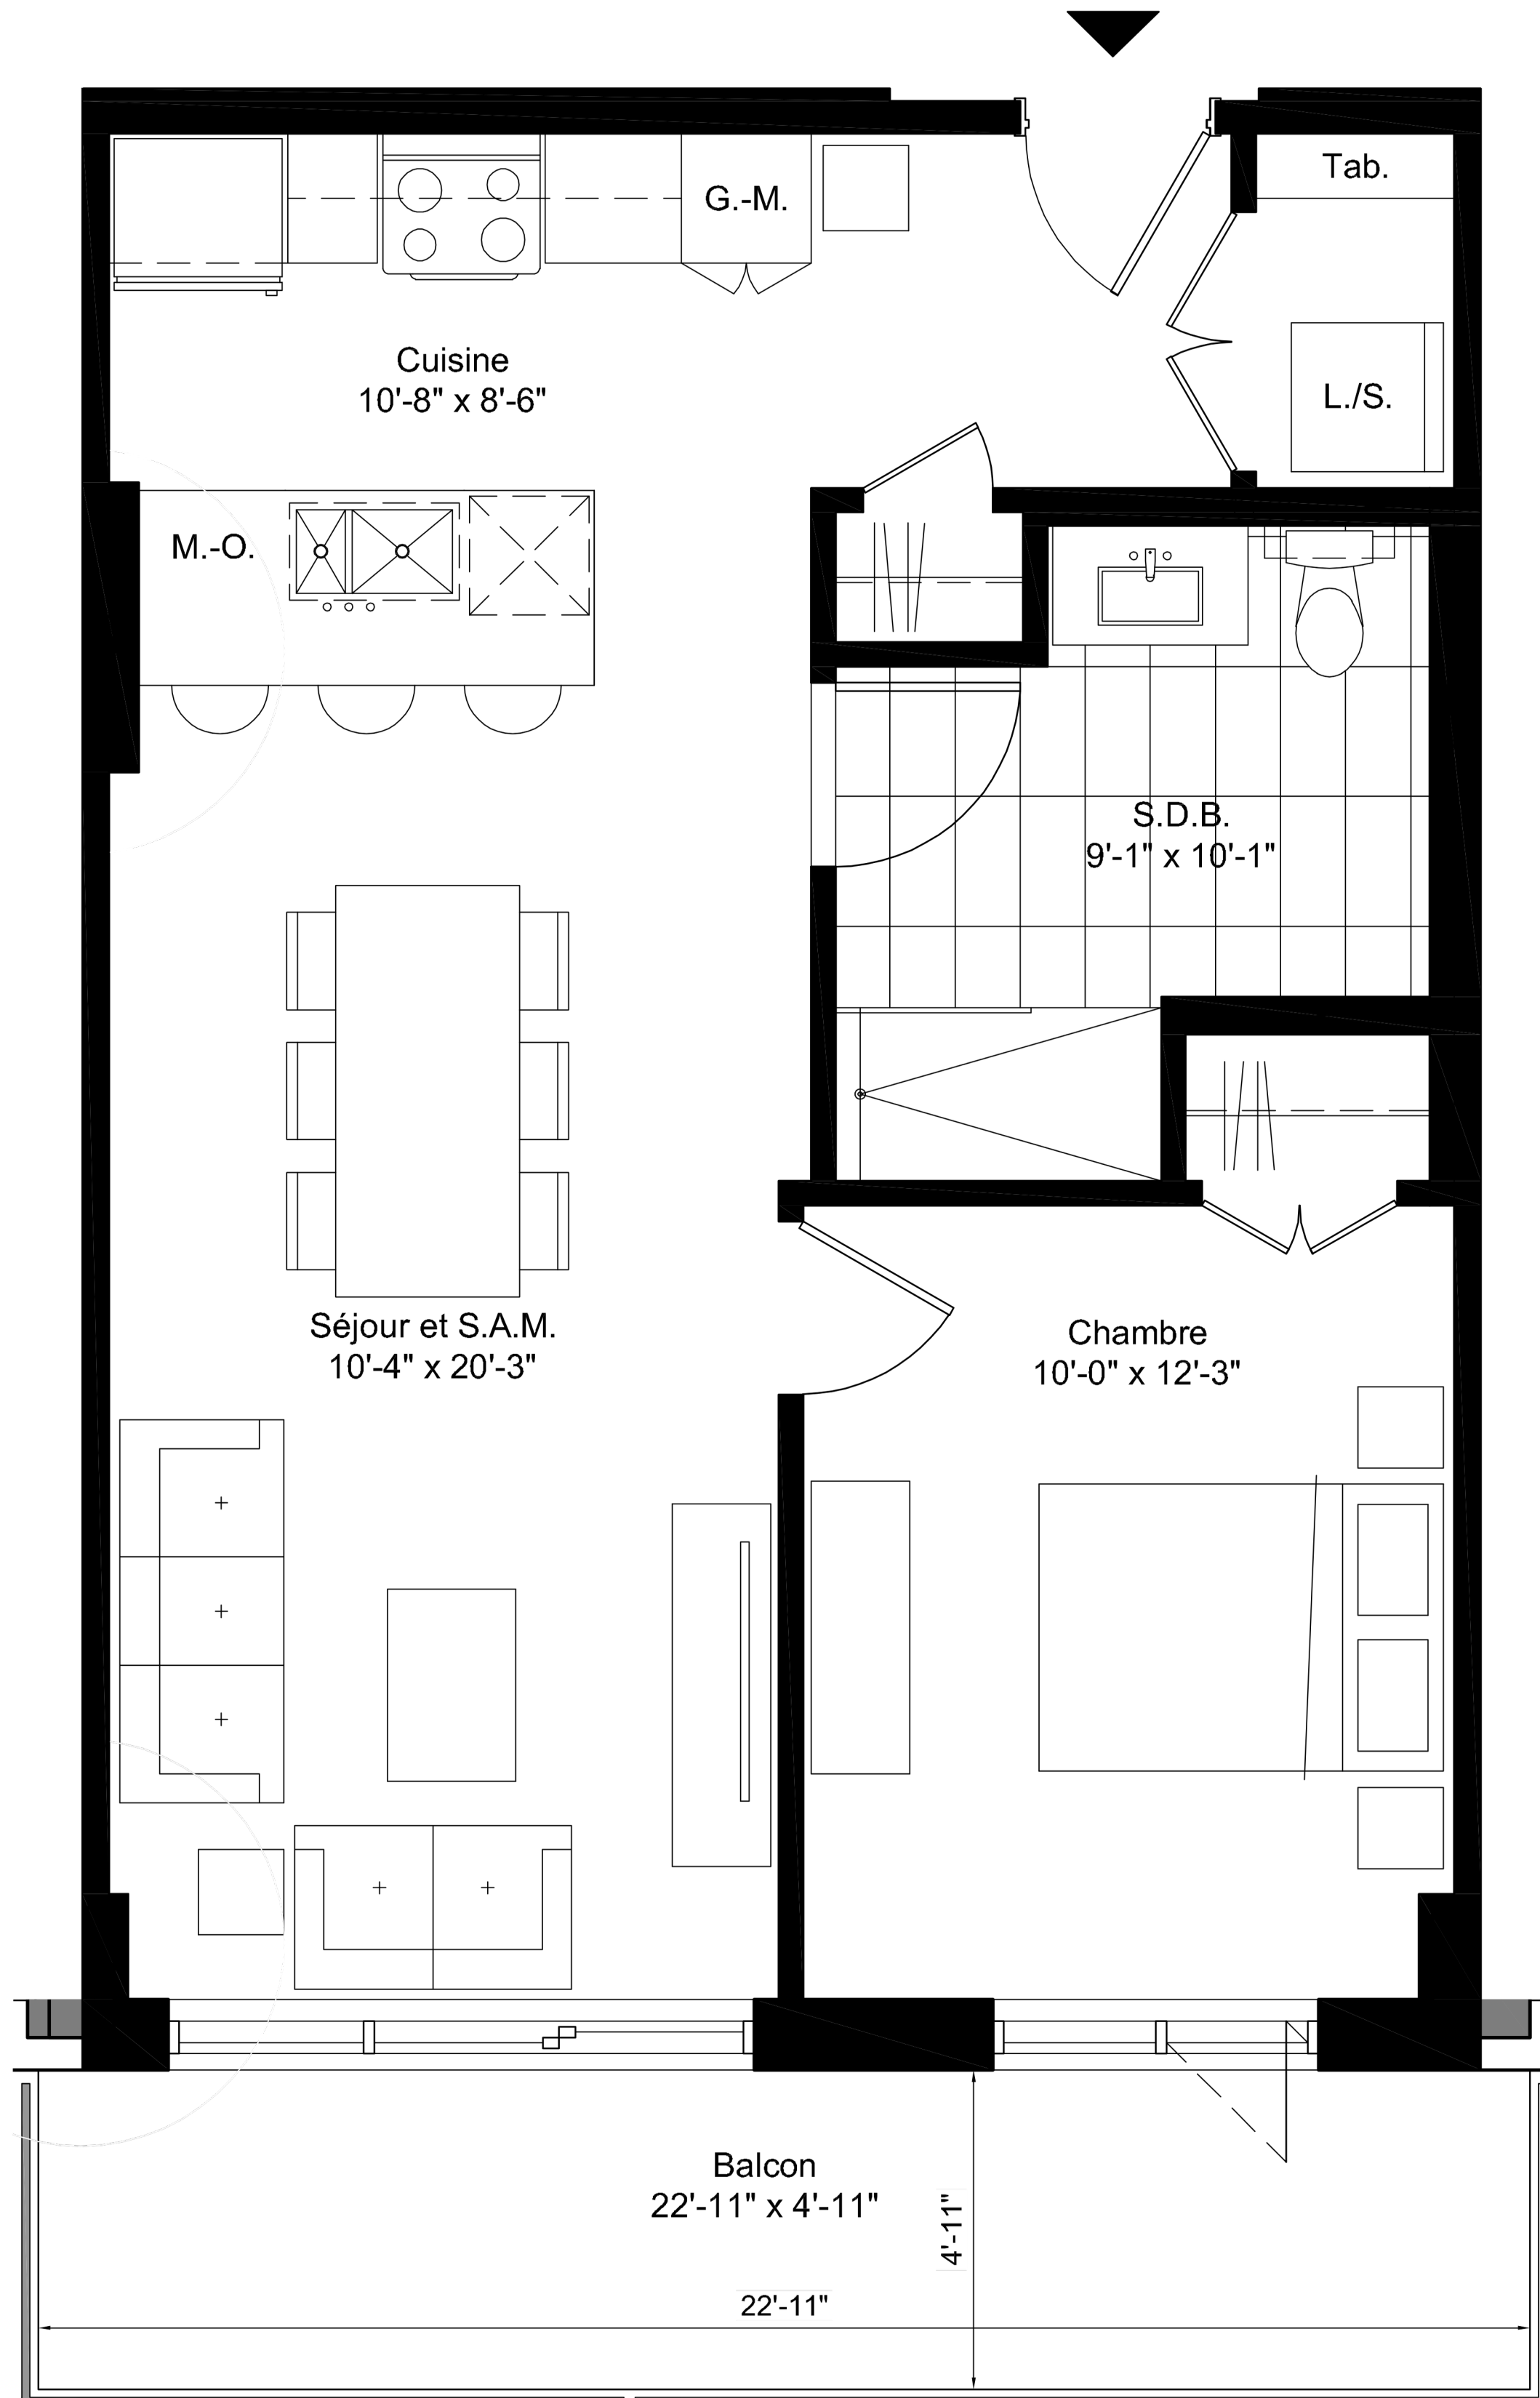 Tab.
G.-M.
Cuisine
10'-8" x 8'-6"
L./S.
M.-O.
S.D.B.
9'-1" x 10'-1"
Séjour et S.A.M.
10'-4" x 20'-3"
Chambre
10'-0" x 12'-3"
Balcon
22'-11" x 4'-11"
4'-11"
22'-11"